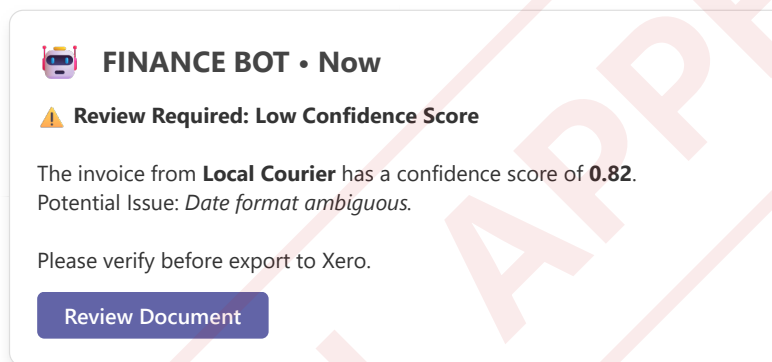 FINANCE BOT • Now
⚠️ Review Required: Low Confidence Score
The invoice from Local Courier has a confidence score of 0.82.
Potential Issue: Date format ambiguous.
Please verify before export to Xero.
Review Document